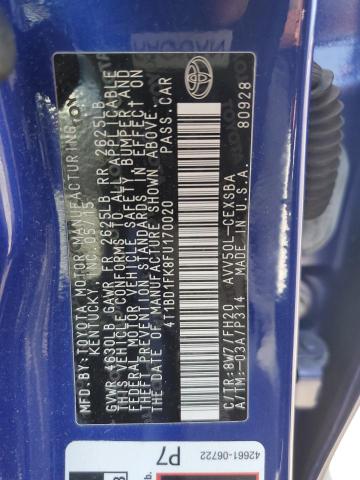 MFD.BY:TOYOTA MOTOR MANUFACTURING,
KENTUCKY, INC. 05/15
GVWR 4630LB GAWR FR 2625LB RR 2625LB
THIS VEHICLE CONFORMS TO ALL APPLICABLE
FEDERAL MOTOR VEHICLE SAFETY, BUMPER, AND
THEFT PREVENTION STANDARDS IN EFFECT ON
THE DATE OF MANUFACTURE SHOWN ABOVE.
4T1BD1FK8FU170020 PASS.CAR
C/TR:8W7/FH20 AVV50L-CEXSBA
A/TM:-03A/P314 MADE IN U.S.A.
80928
TOYOTA
42661-06722
P7